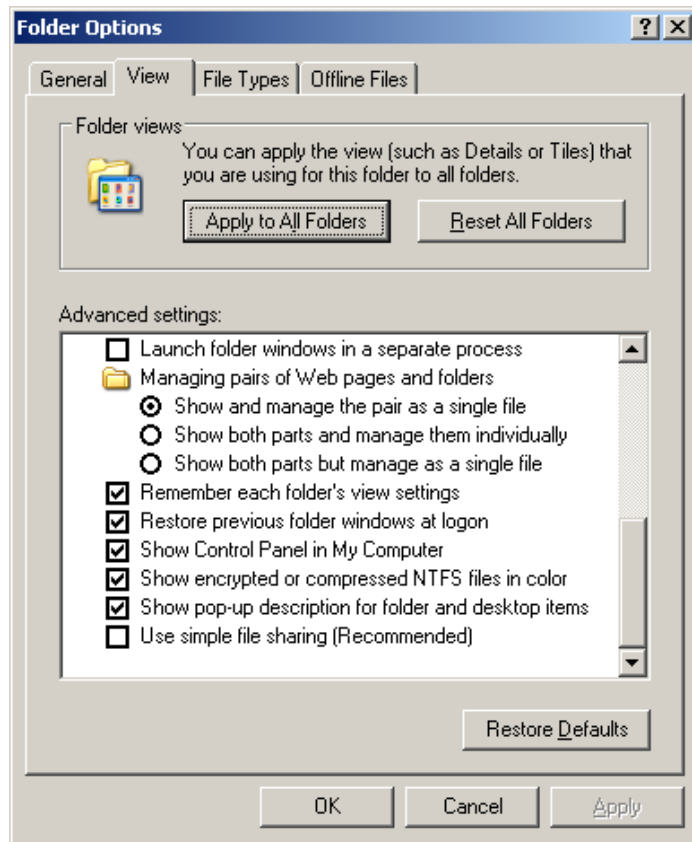 Folder Options
General View File Types Offline Files
Folder views
You can apply the view (such as Details or Tiles) that
you are using for this folder to all folders.
Apply to All Folders Reset All Folders
Advanced settings:
Launch folder windows in a separate process
Managing pairs of Web pages and folders
Show and manage the pair as a single file
Show both parts and manage them individually
Show both parts but manage as a single file
Remember each folder's view settings
Restore previous folder windows at logon
Show Control Panel in My Computer
Show encrypted or compressed NTFS files in color
Show pop-up description for folder and desktop items
Use simple file sharing (Recommended)
Restore Defaults
OK Cancel Apply